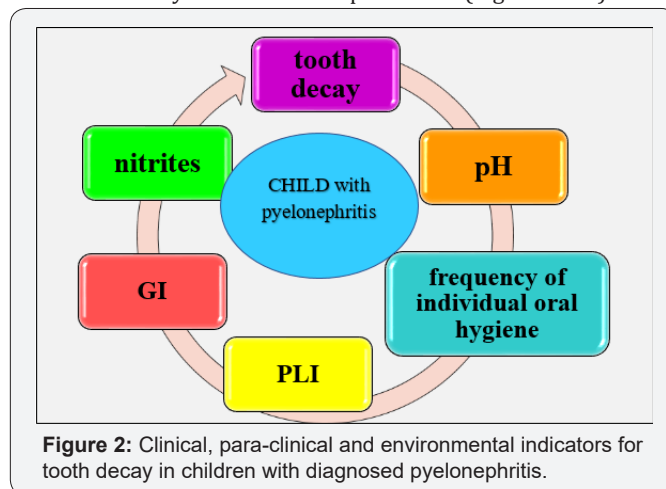 tooth
decay
nitrites
pH
CHILD with
pyelonephritis
GI
frequency of
individual oral
hygiene
PLI
Figure 2: Clinical, para-clinical and environmental indicators for
tooth decay in children with diagnosed pyelonephritis.